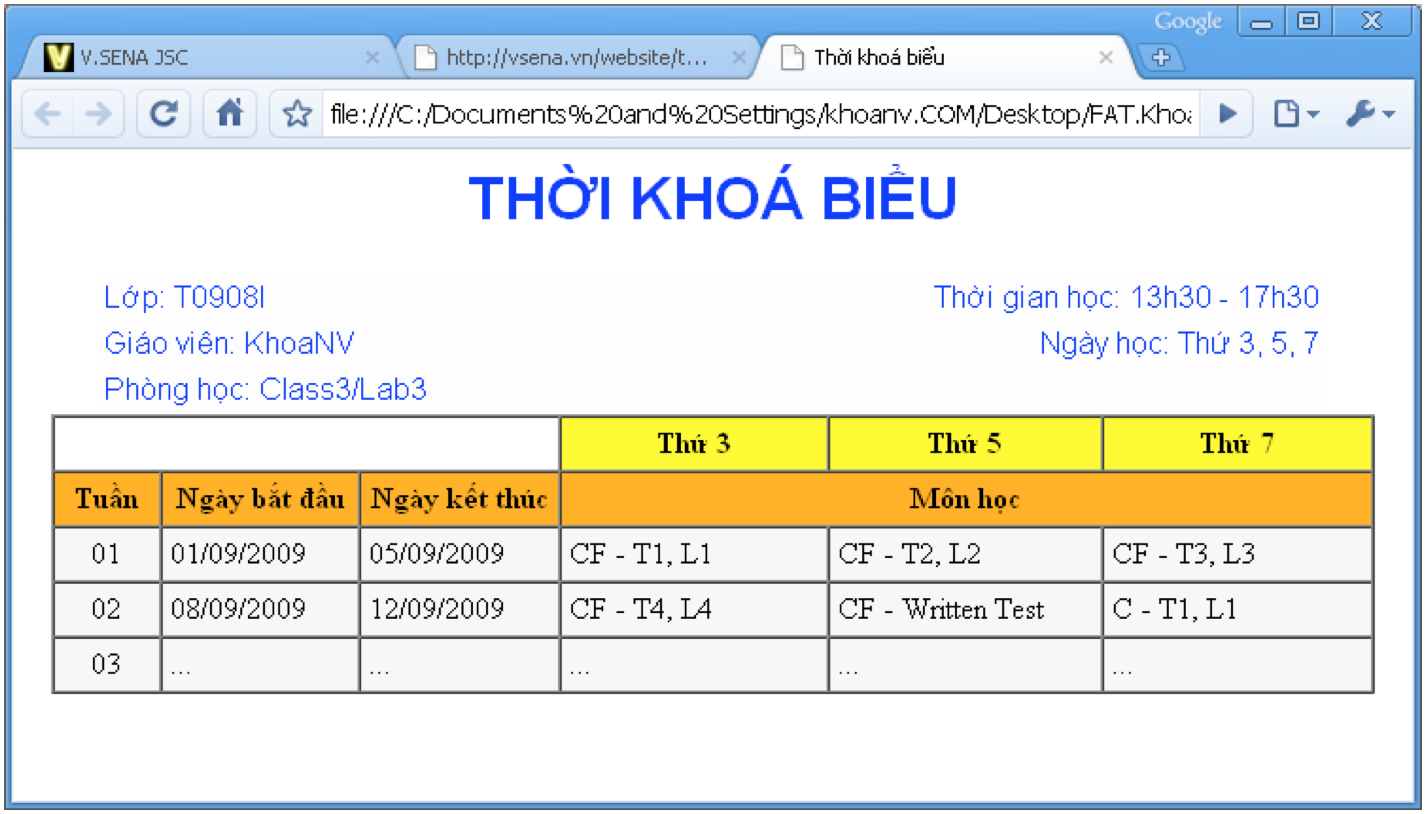 Google
V.SENA JSC
http://vsena.vn/website/t...
Thời khoá biểu
file:///C:/Documents%20and%20Settings/khoanv.COM/Desktop/FAT.Khoa
THỜI KHOÁ BIỂU
Lớp: T0908I Thời gian học: 13h30 - 17h30
Giáo viên: KhoaNV Ngày học: Thứ 3, 5, 7
Phòng học: Class3/Lab3
Thứ 3 Thứ 5 Thứ 7
Tuần Ngày bắt đầu Ngày kết thúc Môn học
01 01/09/2009 05/09/2009 CF - T1, L1 CF - T2, L2 CF - T3, L3
02 08/09/2009 12/09/2009 CF - T4, L4 CF - Written Test C - T1, L1
03 ... ... ... ... ...